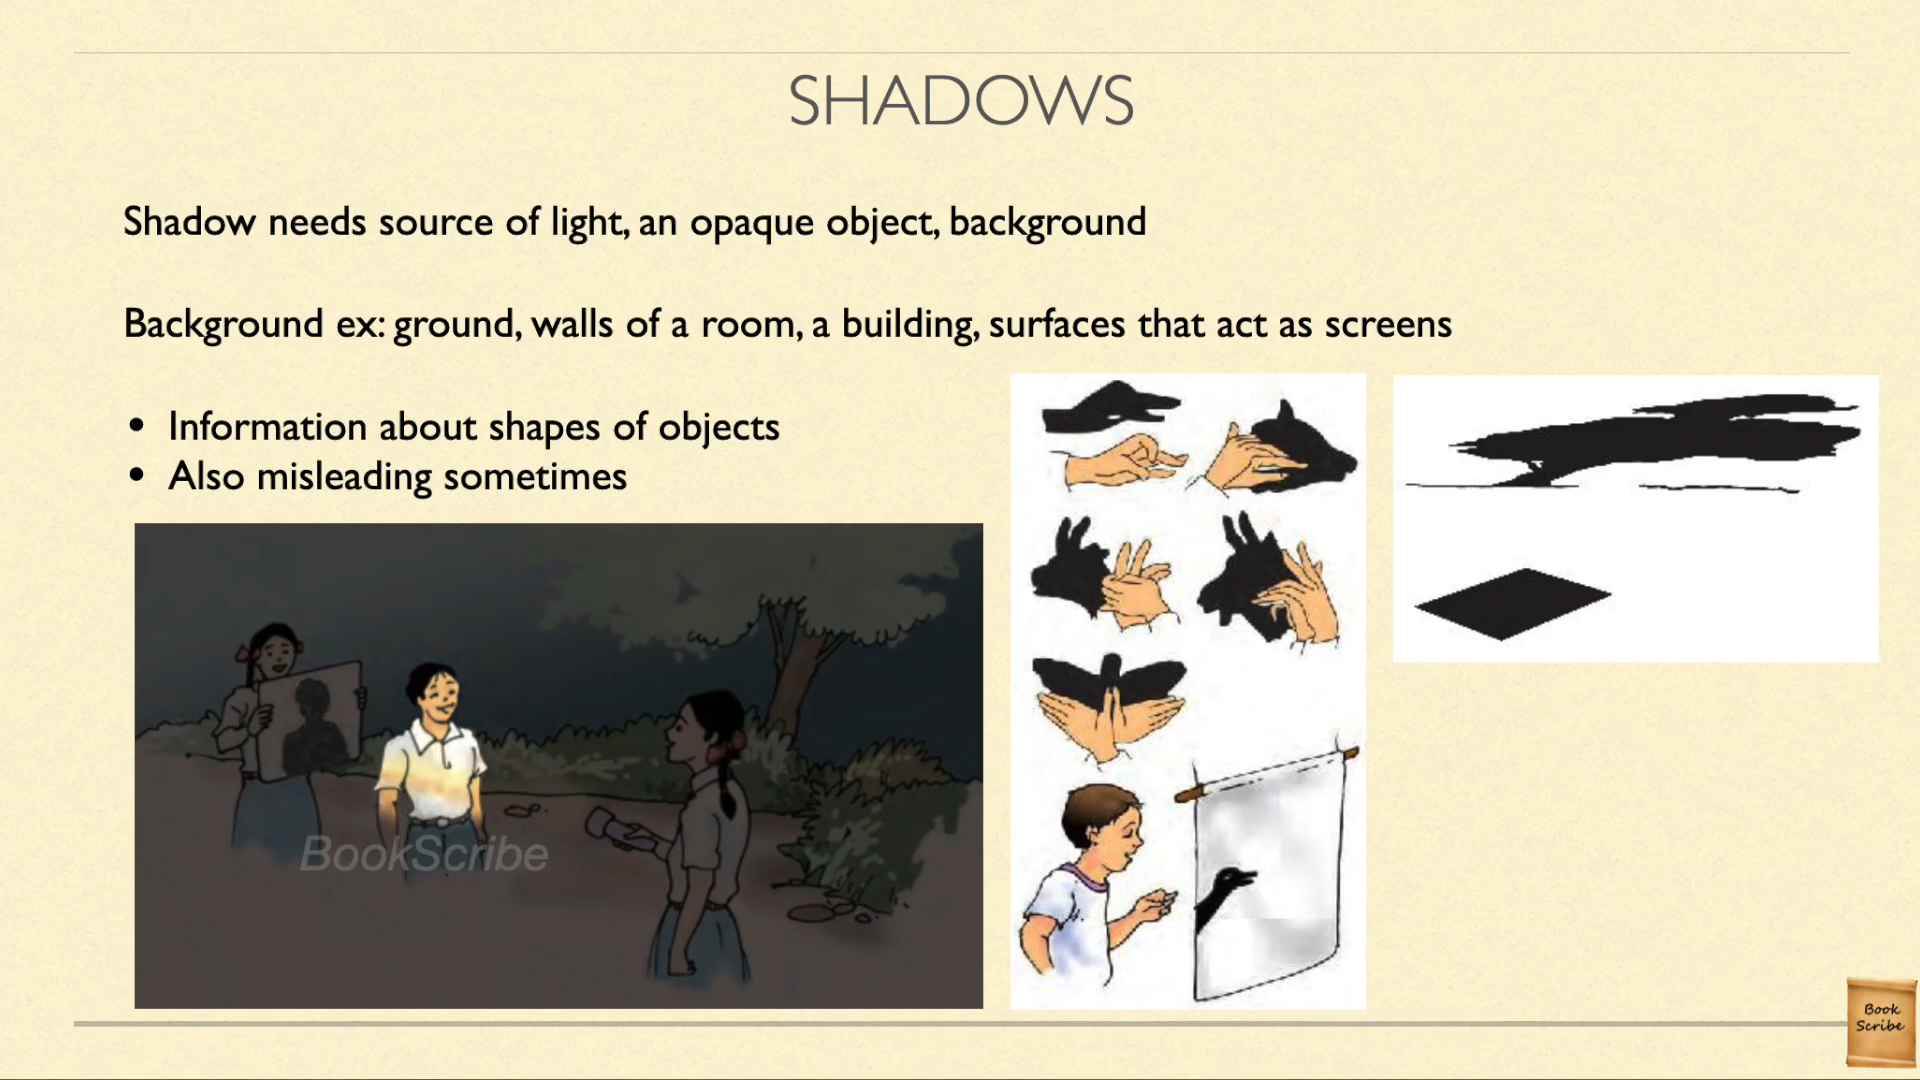 SHADOWS
Shadow needs source of light, an opaque object, background
Background ex: ground, walls of a room, a building, surfaces that act as screens
• Information about shapes of objects
• Also misleading sometimes
BookScribe
Book
Scribe